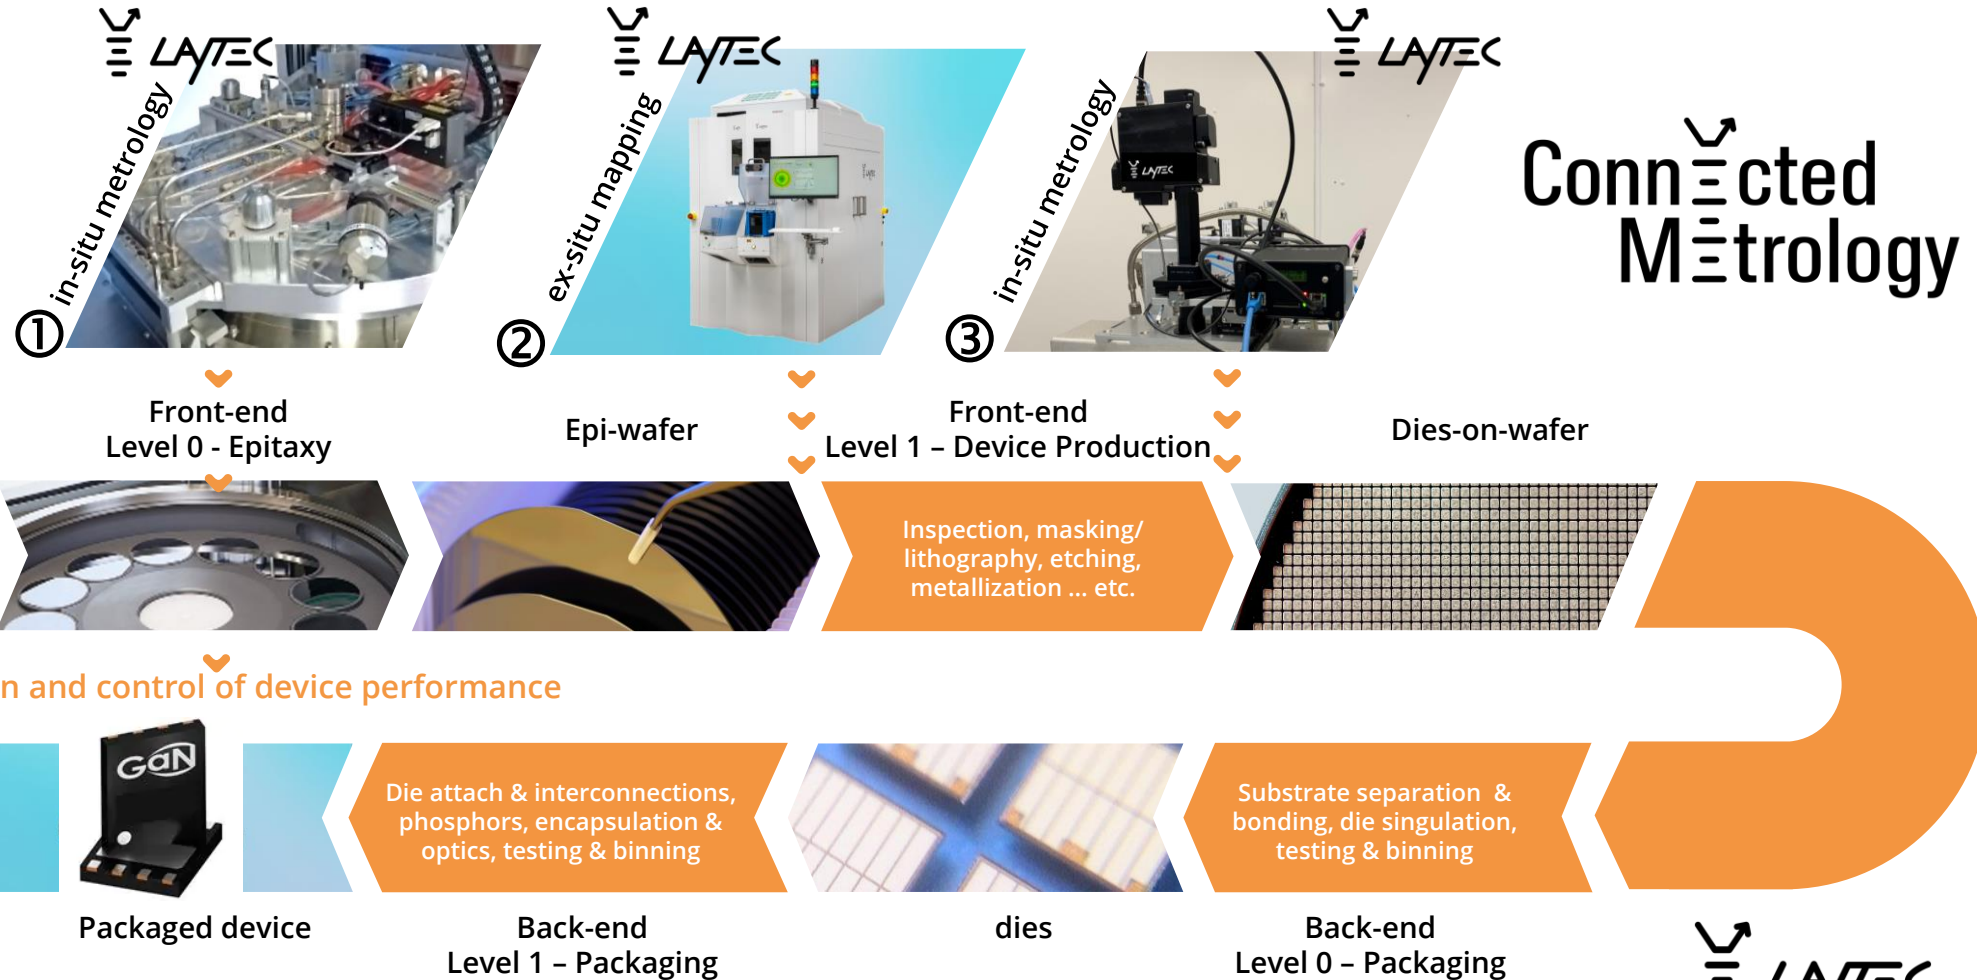 LAYTEC
LAYTEC
LAYTEC
in-situ metrology
ex-situ mapping
in-situ metrology
LAYTEC
Connected
Metrology
①
②
③
Front-end
Level 0 - Epitaxy
Epi-wafer
Front-end
Level 1 – Device Production
Dies-on-wafer
Inspection, masking/
lithography, etching,
metallization ... etc.
n and control of device performance
GaN
Die attach & interconnections,
phosphors, encapsulation &
optics, testing & binning
Substrate separation &
bonding, die singulation,
testing & binning
Packaged device
Back-end
Level 1 – Packaging
dies
Back-end
Level 0 – Packaging
LAYTEC